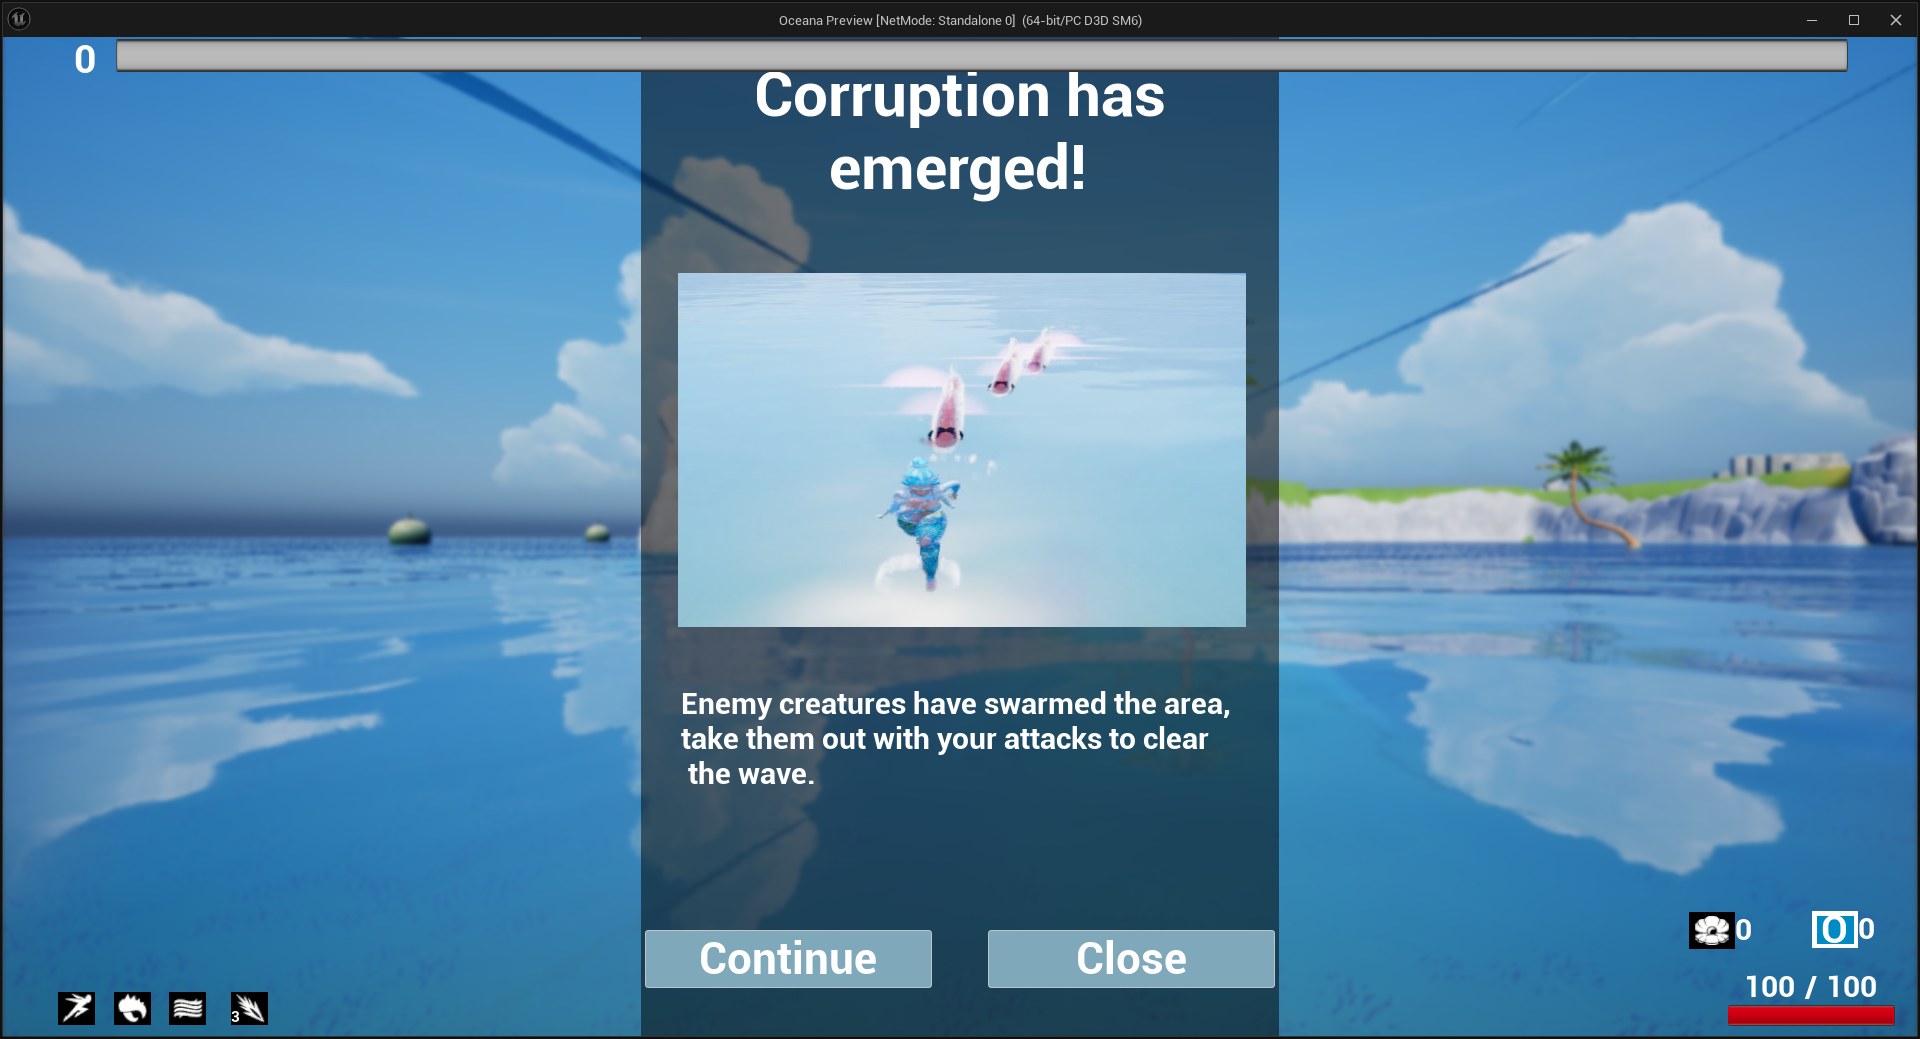 Oceana Preview [NetMode: Standalone 0] (64-bit/PC D3D SM6)
0
Corruption has
emerged!
Enemy creatures have swarmed the area,
take them out with your attacks to clear
the wave.
Continue
Close
0
O
0
100 / 100
3